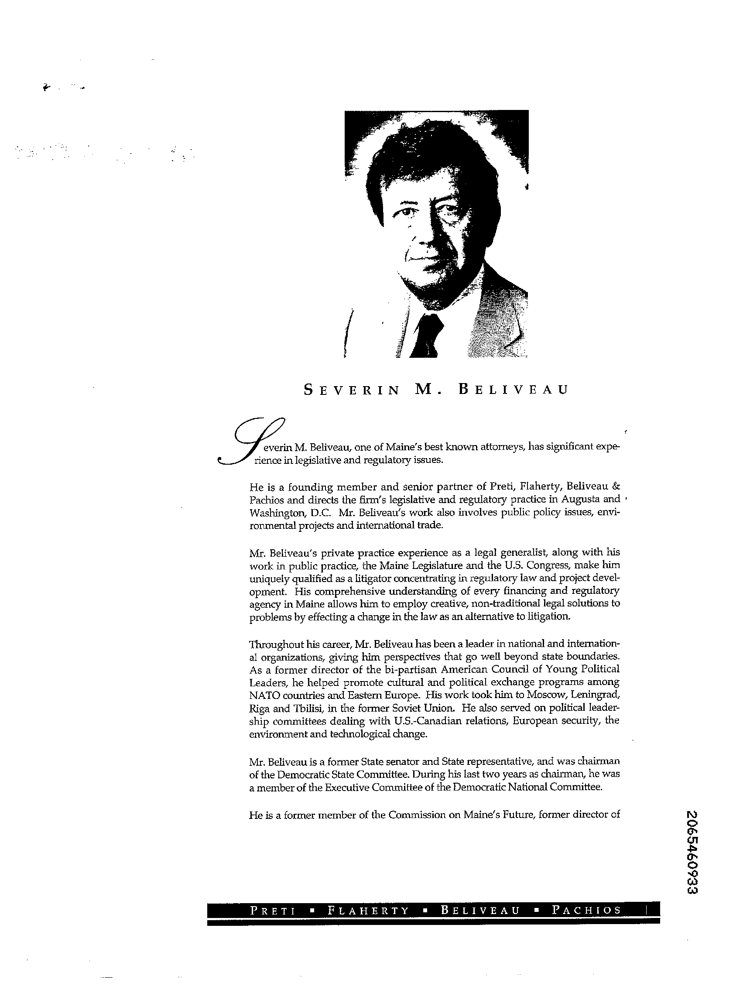 SEVERIN M. BELIVEAU
Severin M. Beliveau, one of Maine's best known attorneys, has significant expe-
rience in legislative and regulatory issues.
He is a founding member and senior partner of Preti, Flaherty, Beliveau &
Pachios and directs the firm's legislative and regulatory practice in Augusta and
Washington, D.C. Mr. Beliveau's work also involves public policy issues, envi-
ronmental projects and international trade.
Mr. Beliveau's private practice experience as a legal generalist, along with his
work in public practice, the Maine Legislature and the U.S. Congress, make him
uniquely qualified as a litigator concentrating in regulatory law and project devel-
opment. His comprehensive understanding of every financing and regulatory
agency in Maine allows him to employ creative, non-traditional legal solutions to
problems by effecting a change in the law as an alternative to litigation.
Throughout his career, Mr. Beliveau has been a leader in national and internation-
al organizations, giving him perspectives that go well beyond state boundaries.
As a former director of the bi-partisan American Council of Young Political
Leaders, he helped promote cultural and political exchange programs among
NATO countries and Eastern Europe. His work took him to Moscow, Leningrad,
Riga and Tbilisi, in the former Soviet Union. He also served on political leader-
ship committees dealing with U.S.-Canadian relations, European security, the
environment and technological change.
Mr. Beliveau is a former State senator and State representative, and was chairman
of the Democratic State Committee. During his last two years as chairman, he was
a member of the Executive Committee of the Democratic National Committee.
He is a former member of the Commission on Maine's Future, former director of
2065460933
PRETI ▪ FLAHERTY ▪ BELIVEAU ▪ PACHIOS